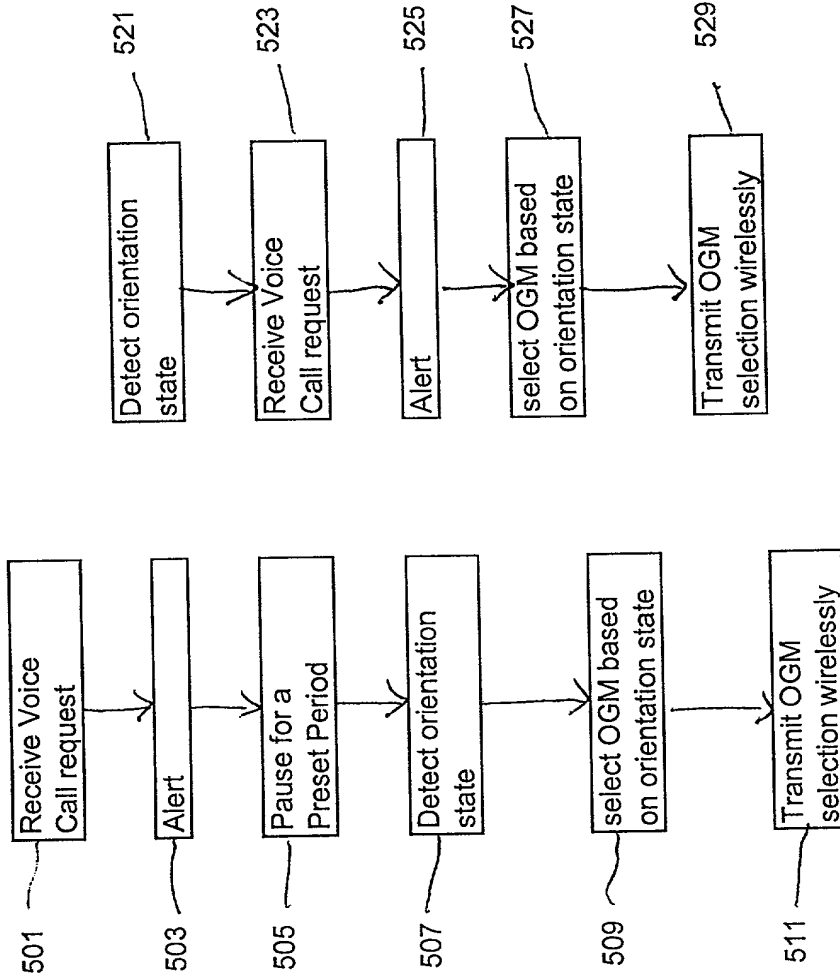 501
Receive Voice
Call request
503
Alert
505
Pause for a
Preset Period
507
Detect orientation
state
509
select OGM based
on orientation state
511
Transmit OGM
selection wirelessly
Detect orientation
state
521
Receive Voice
Call request
523
Alert
525
select OGM based
on orientation state
527
Transmit OGM
selection wirelessly
529